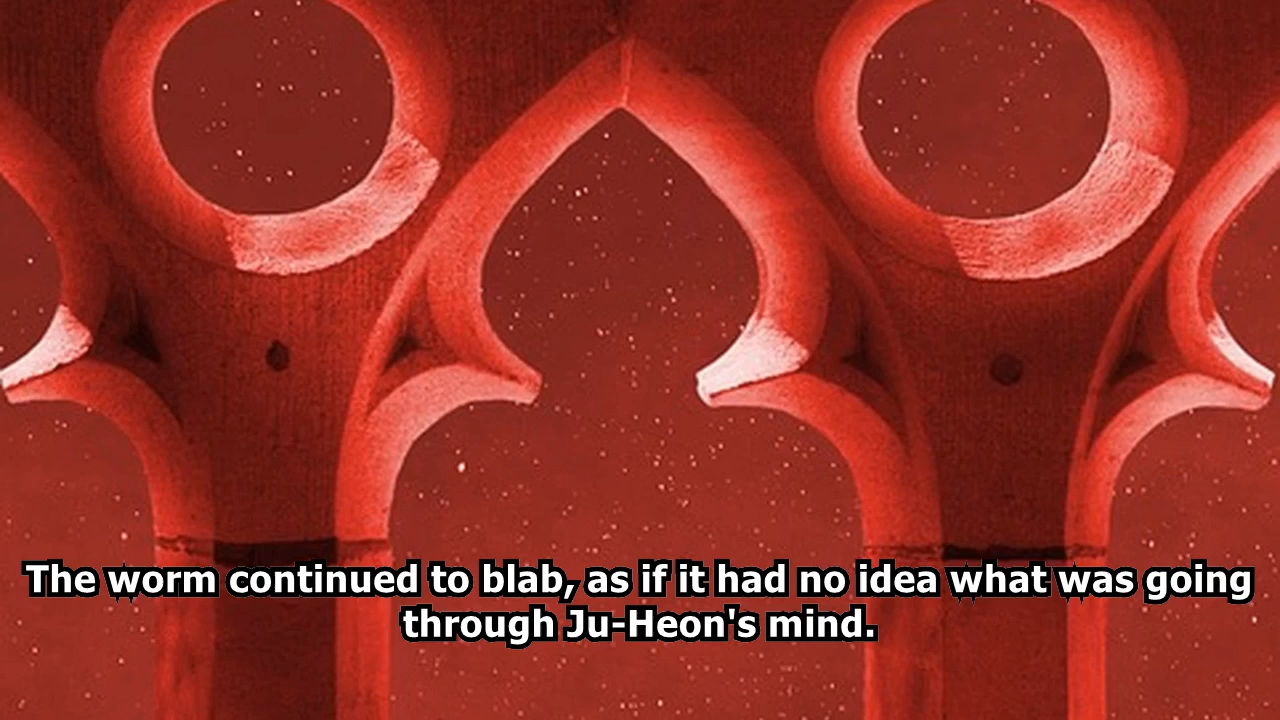 The worm continued to blab, as if it had no idea what was going
through Ju-Heon's mind.